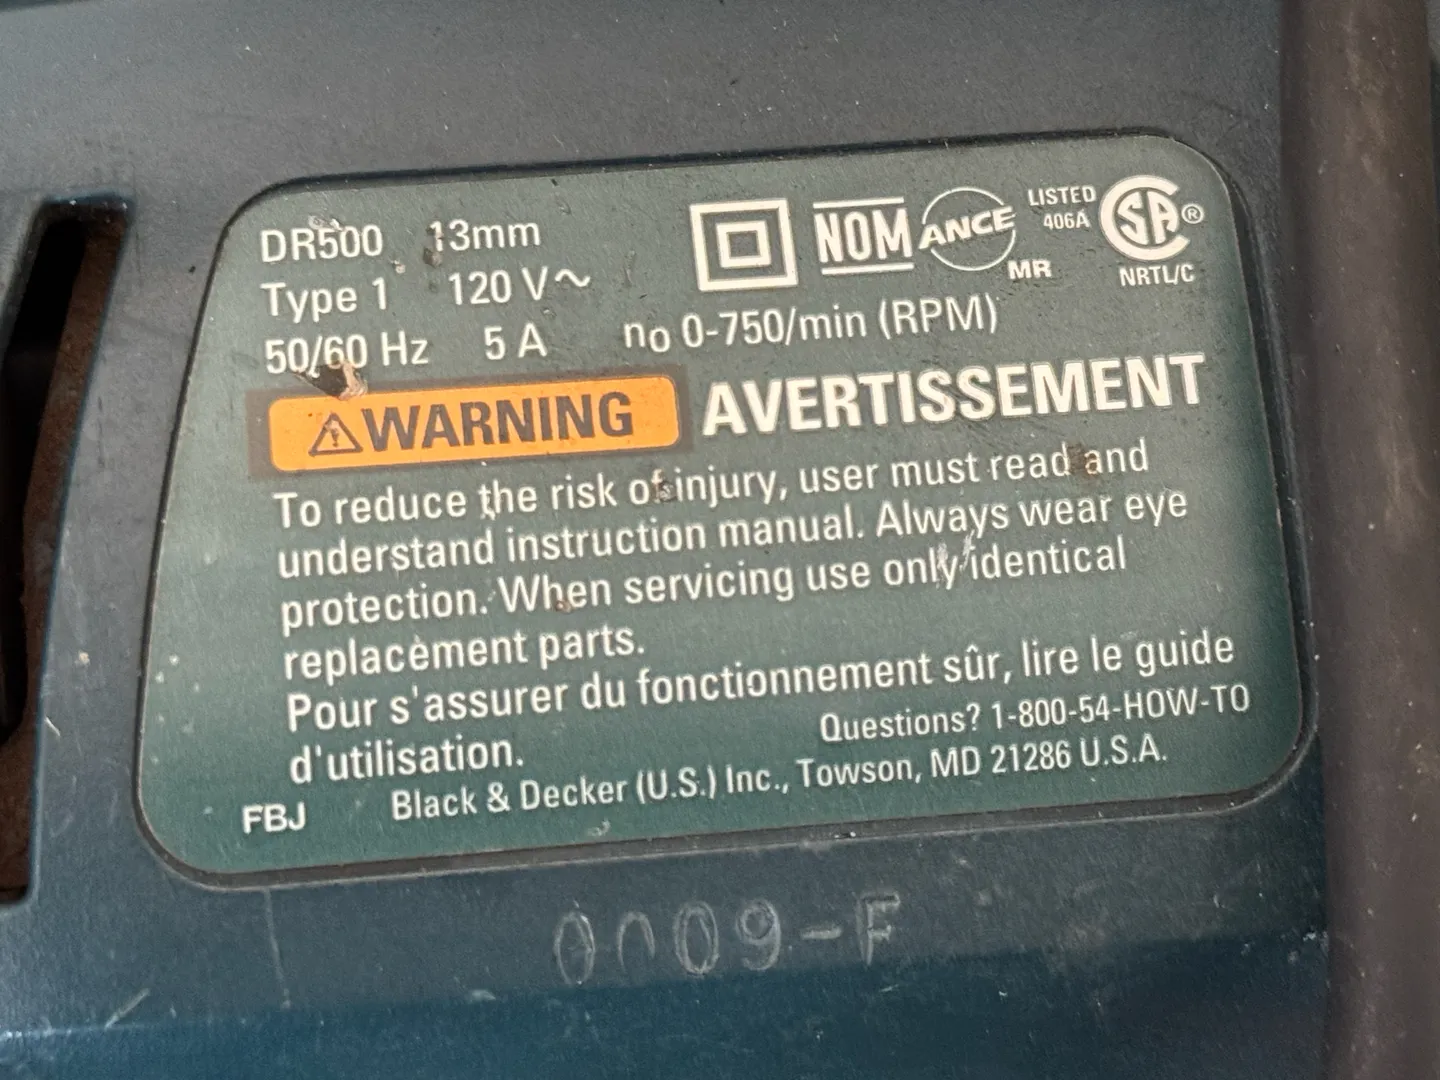 DR500 13mm
NOM ANCE MR
LISTED
406A
SA ®
NRTL/C
Type 1 120 V~
50/60 Hz 5 A no 0-750/min (RPM)
WARNING AVERTISSEMENT
To reduce the risk of injury, user must read and
understand instruction manual. Always wear eye
protection. When servicing use only identical
replacement parts.
Pour s'assurer du fonctionnement sûr, lire le guide
d'utilisation.
Questions? 1-800-54-HOW-TO
FBJ Black & Decker (U.S.) Inc., Towson, MD 21286 U.S.A.
0009-F